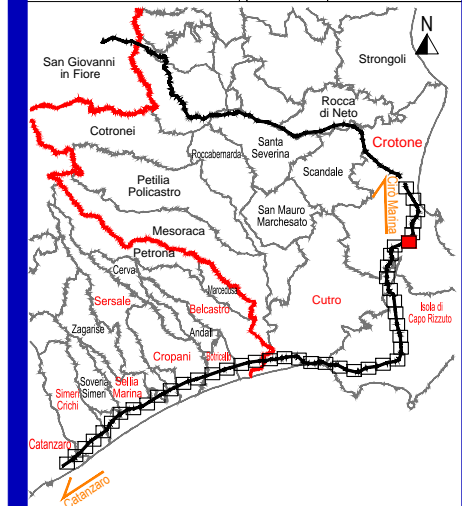 N
San Giovanni
in Fiore
Strongoli
Rocca
di Neto
Cotronei
Crotone
Roccabernarda
Santa
Severina
Scandale
Petilia
Policastro
Cirò Marina
San Mauro
Marchesato
Mesoraca
Petrona
Cerva
Marcedusa
Sersale
Belcastro
Cutro
Isola di
Capo Rizzuto
Zagarise
Andali
Cropani
Botricello
Simeri
Crichi
Soveria
Simeri
Sellia
Marina
Catanzaro
Catanzaro